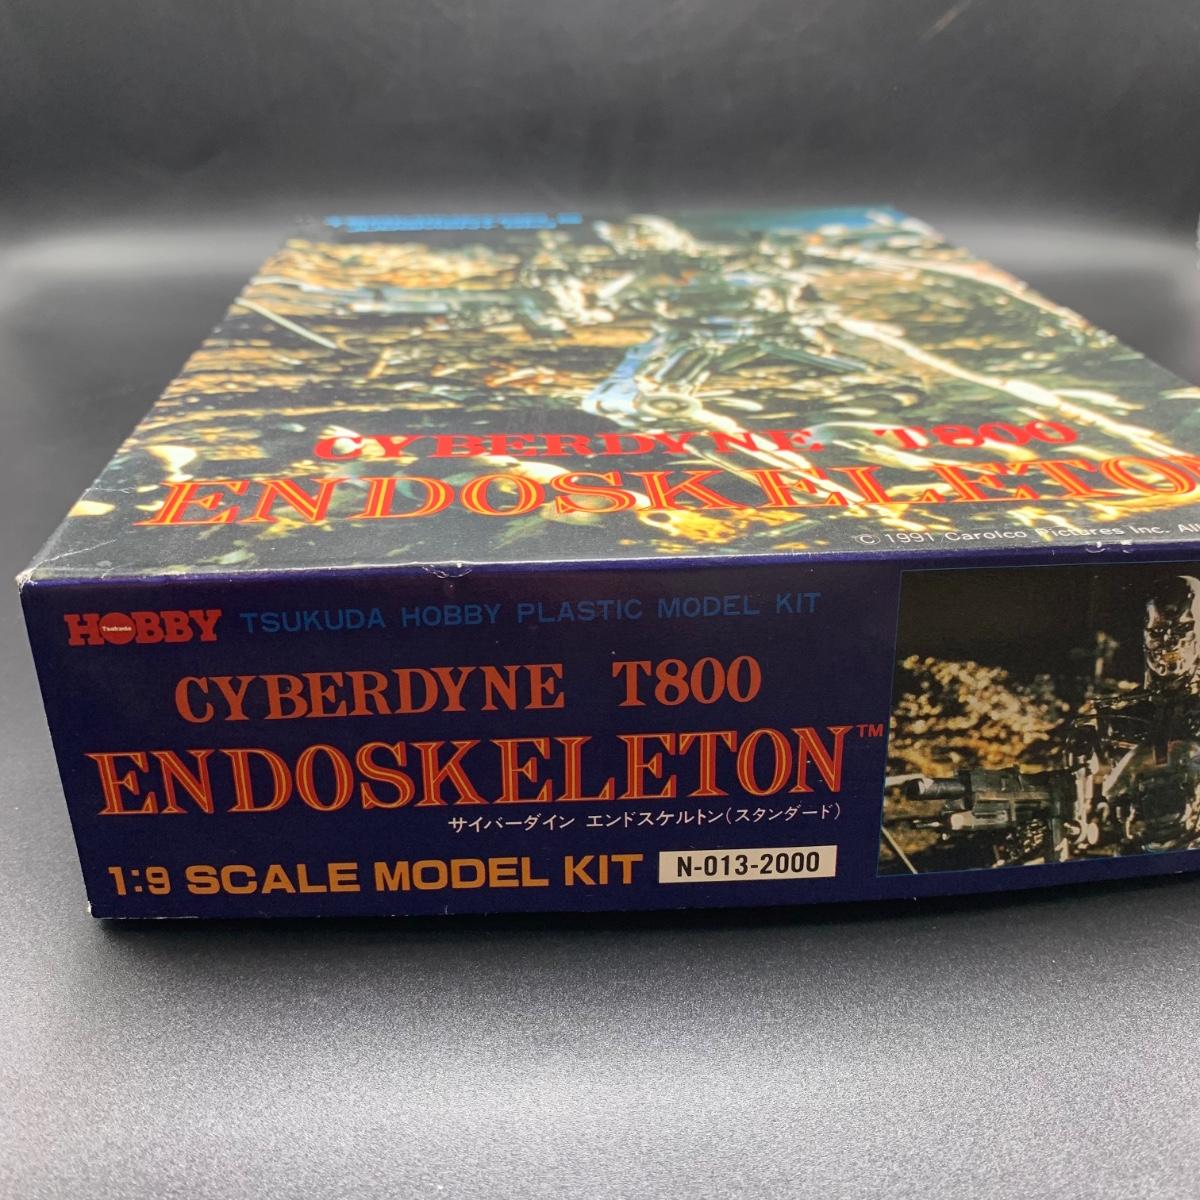 CYBERDYNE T800
ENDOSKELETON
© 1991 Carolco Pictures Inc.
HOBBY
Tsukuda
TSUKUDA HOBBY PLASTIC MODEL KIT
CYBERDYNE T800
ENDOSKELETON™
サイバーダイン エンドスケルトン(スタンダード)
1:9 SCALE MODEL KIT N-013-2000